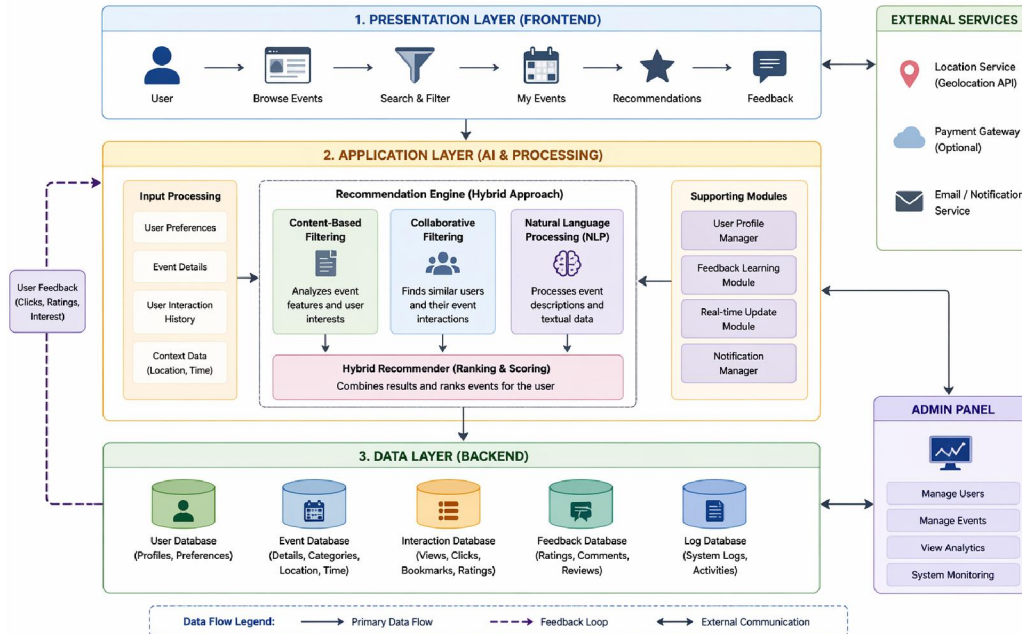 1. PRESENTATION LAYER (FRONTEND)
User
Browse Events
Search & Filter
My Events
Recommendations
Feedback
EXTERNAL SERVICES
Location Service
(Geolocation API)
Payment Gateway
(Optional)
Email / Notification
Service
2. APPLICATION LAYER (AI & PROCESSING)
Input Processing
User Preferences
Event Details
User Interaction
History
Context Data
(Location, Time)
Recommendation Engine (Hybrid Approach)
Content-Based
Filtering
Analyzes event
features and user
interests
Collaborative
Filtering
Finds similar users
and their event
interactions
Natural Language
Processing (NLP)
Processes event
descriptions and
textual data
Hybrid Recommender (Ranking & Scoring)
Combines results and ranks events for the user
Supporting Modules
User Profile
Manager
Feedback Learning
Module
Real-time Update
Module
Notification
Manager
User Feedback
(Clicks, Ratings,
Interest)
ADMIN PANEL
Manage Users
Manage Events
View Analytics
System Monitoring
3. DATA LAYER (BACKEND)
User Database
(Profiles, Preferences)
Event Database
(Details, Categories,
Location, Time)
Interaction Database
(Views, Clicks,
Bookmarks, Ratings)
Feedback Database
(Ratings, Comments,
Reviews)
Log Database
(System Logs,
Activities)
Data Flow Legend:
Primary Data Flow
Feedback Loop
External Communication